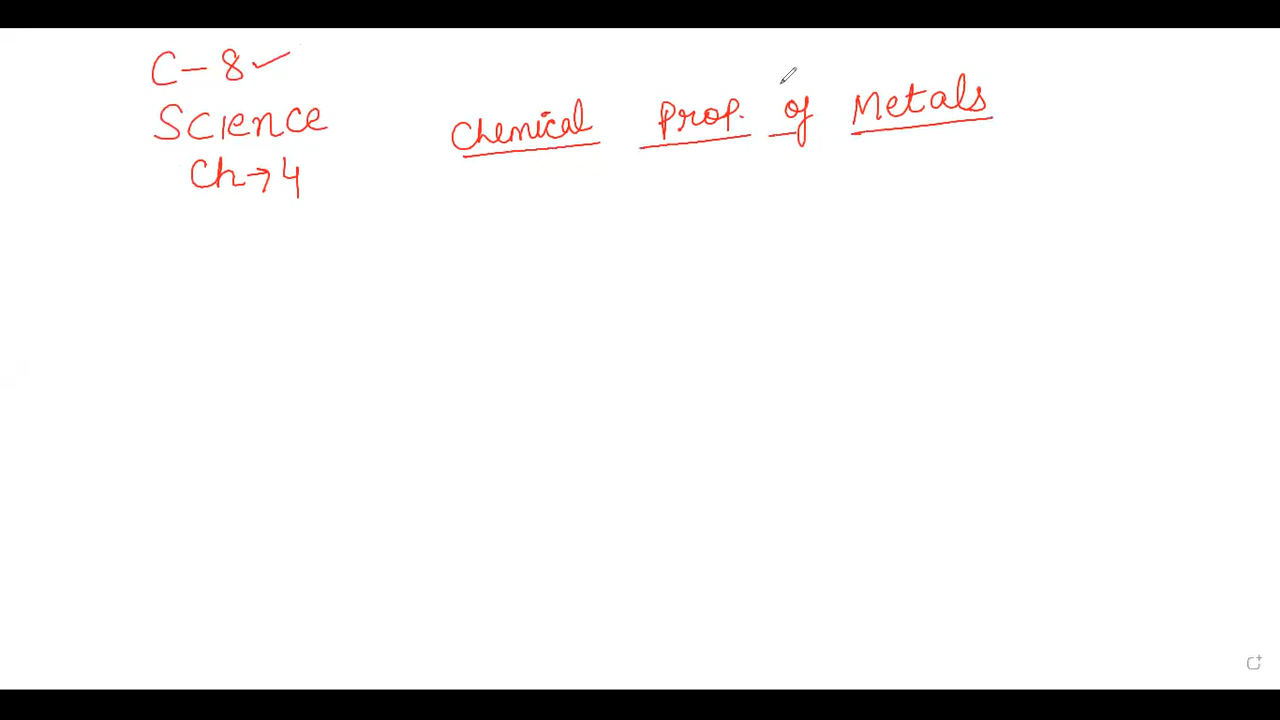 C-8 ✓
Science
Ch→4
Chemical Prop. of Metals